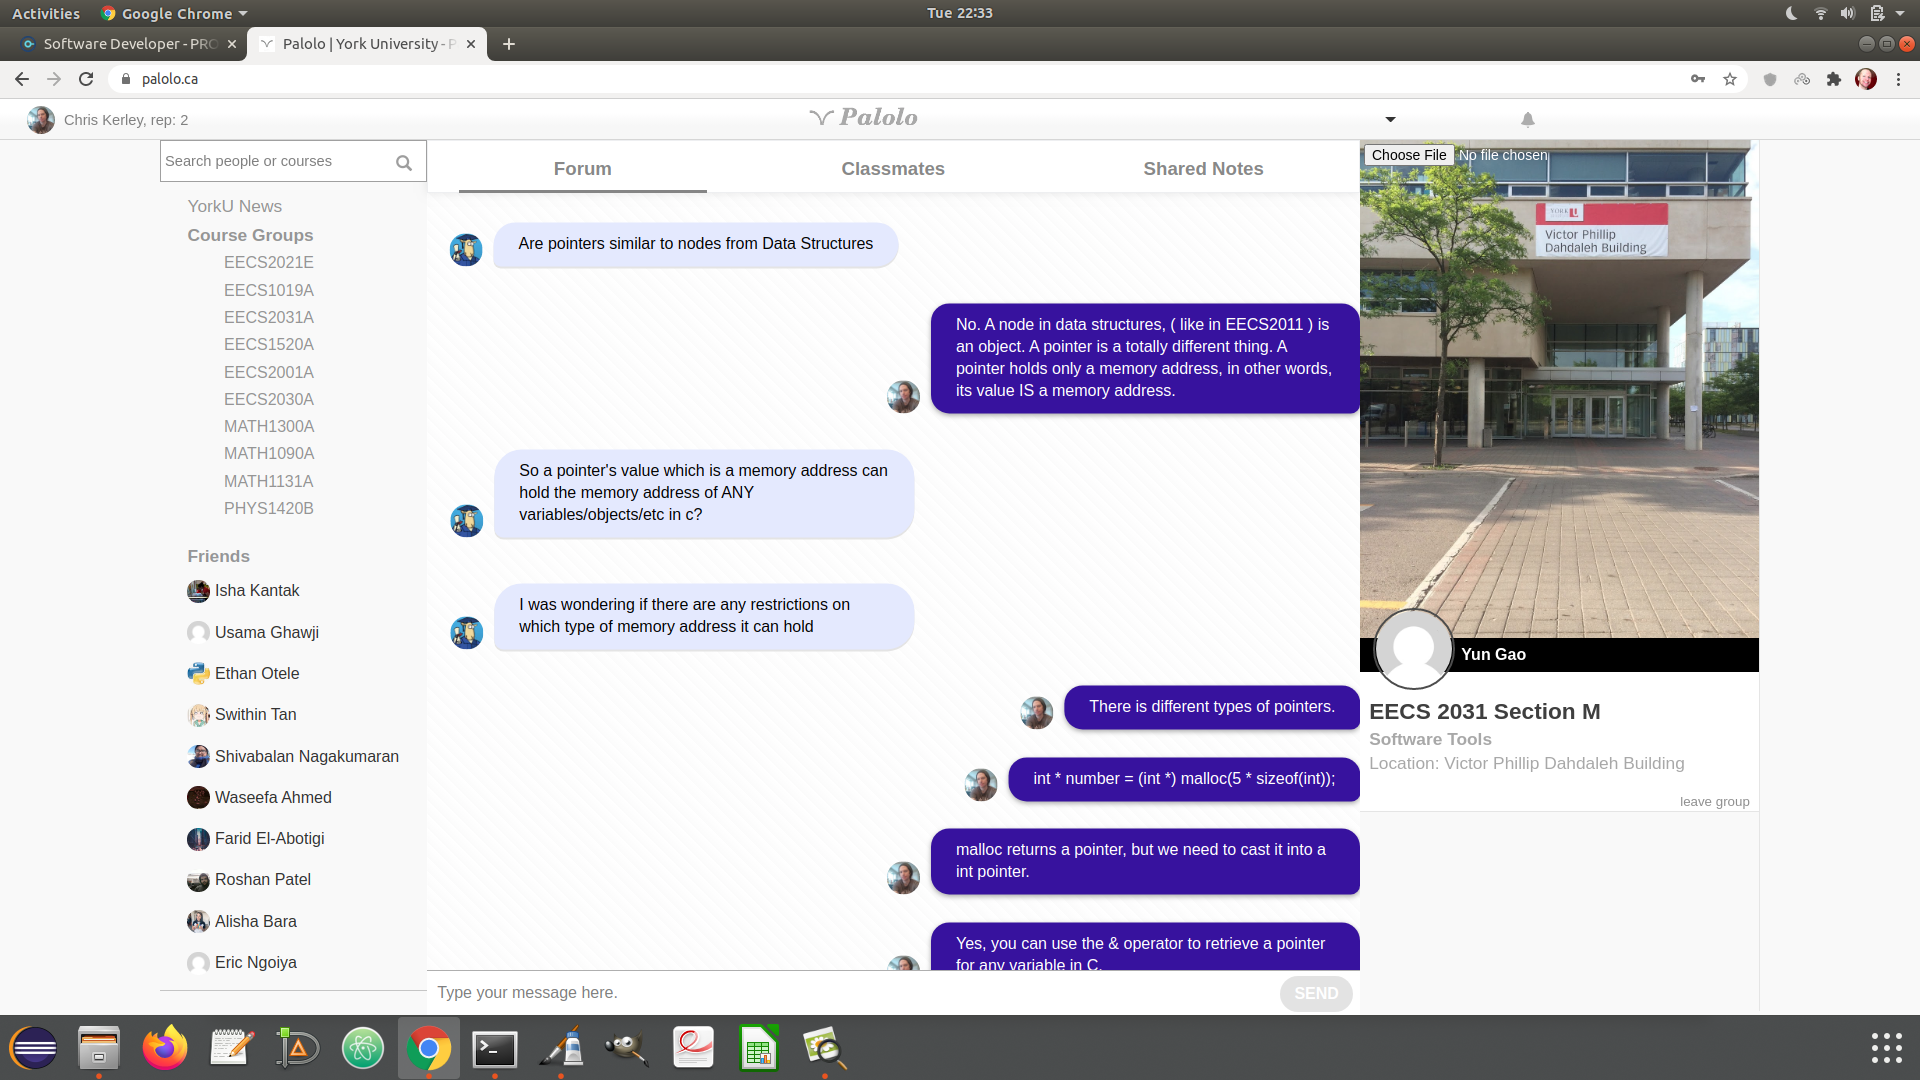 Activities
Google Chrome
Tue 22:33
Software Developer - PRO
Palolo | York University - P
palolo.ca
Chris Kerley, rep: 2
Palolo
Search people or courses
YorkU News
Course Groups
EECS2021E
EECS1019A
EECS2031A
EECS1520A
EECS2001A
EECS2030A
MATH1300A
MATH1090A
MATH1131A
PHYS1420B
Friends
Isha Kantak
Usama Ghawji
Ethan Otele
Swithin Tan
Shivabalan Nagakumaran
Waseefa Ahmed
Farid El-Abotigi
Roshan Patel
Alisha Bara
Eric Ngoiya
Forum
Classmates
Shared Notes
Are pointers similar to nodes from Data Structures
No. A node in data structures, ( like in EECS2011 ) is
an object. A pointer is a totally different thing. A
pointer holds only a memory address, in other words,
its value IS a memory address.
So a pointer's value which is a memory address can
hold the memory address of ANY
variables/objects/etc in c?
I was wondering if there are any restrictions on
which type of memory address it can hold
There is different types of pointers.
int * number = (int *) malloc(5 * sizeof(int));
malloc returns a pointer, but we need to cast it into a
int pointer.
Yes, you can use the & operator to retrieve a pointer
for any variable in C.
Type your message here.
SEND
Choose File
No file chosen
YORK U
Victor Phillip
Dahdaleh Building
Yun Gao
EECS 2031 Section M
Software Tools
Location: Victor Phillip Dahdaleh Building
leave group